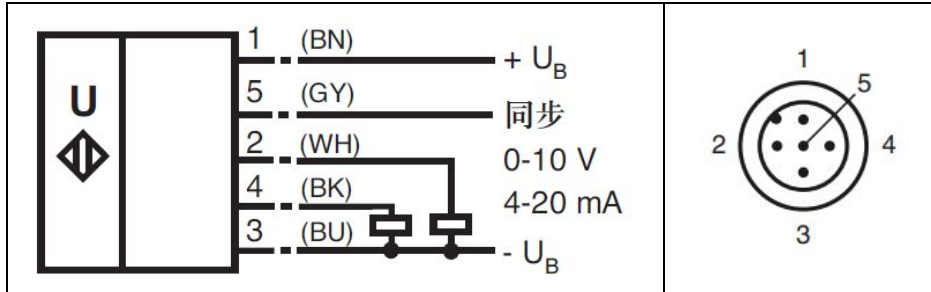 1 (BN) + U_B
5 (GY) 同步
U
2 (WH) 0-10 V
4 (BK) 4-20 mA
3 (BU) - U_B
1
5
2
4
3